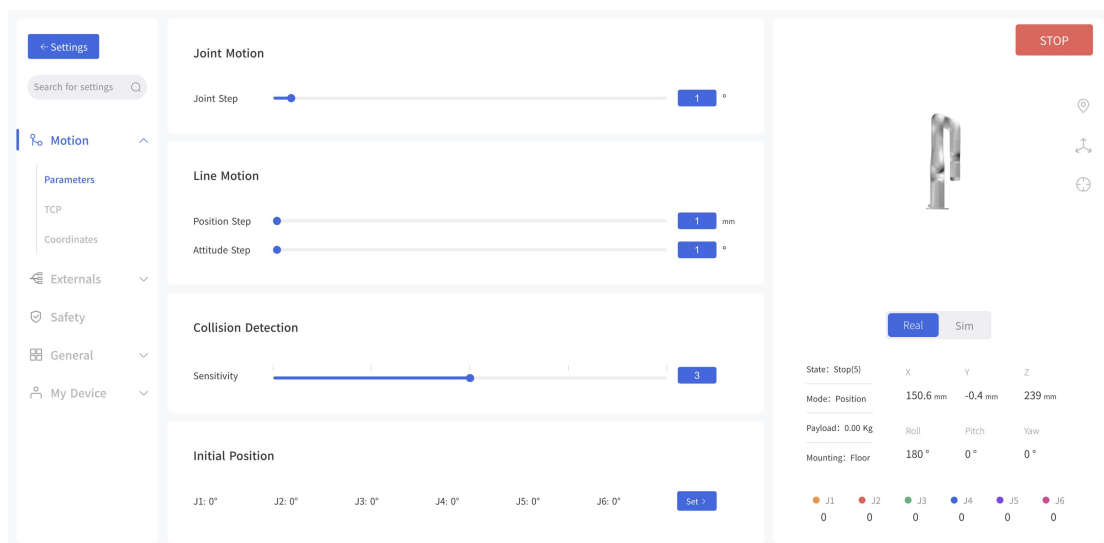 ← Settings
Search for settings
Motion
Parameters
TCP
Coordinates
Externals
Safety
General
My Device
Joint Motion
Joint Step 1 °
Line Motion
Position Step 1 mm
Attitude Step 1 °
Collision Detection
Sensitivity 3
Initial Position
J1: 0° J2: 0° J3: 0° J4: 0° J5: 0° J6: 0° Set >
STOP
Real Sim
State: Stop(5)
Mode: Position
Payload: 0.00 Kg
Mounting: Floor
X Y Z
150.6 mm -0.4 mm 239 mm
Roll Pitch Yaw
180 ° 0 ° 0 °
J1 J2 J3 J4 J5 J6
0 0 0 0 0 0